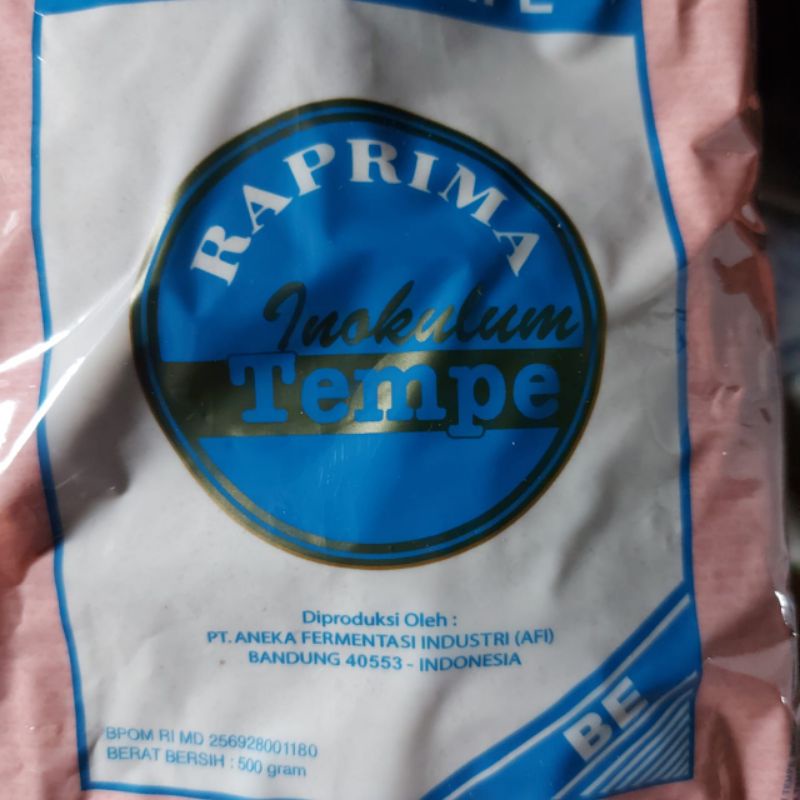 RAPRIMA
Inokulum
Tempe
Diproduksi Oleh :
PT. ANEKA FERMENTASI INDUSTRI (AFI)
BANDUNG 40553 - INDONESIA
BE
BPOM RI MD 256928001180
BERAT BERSIH : 500 gram